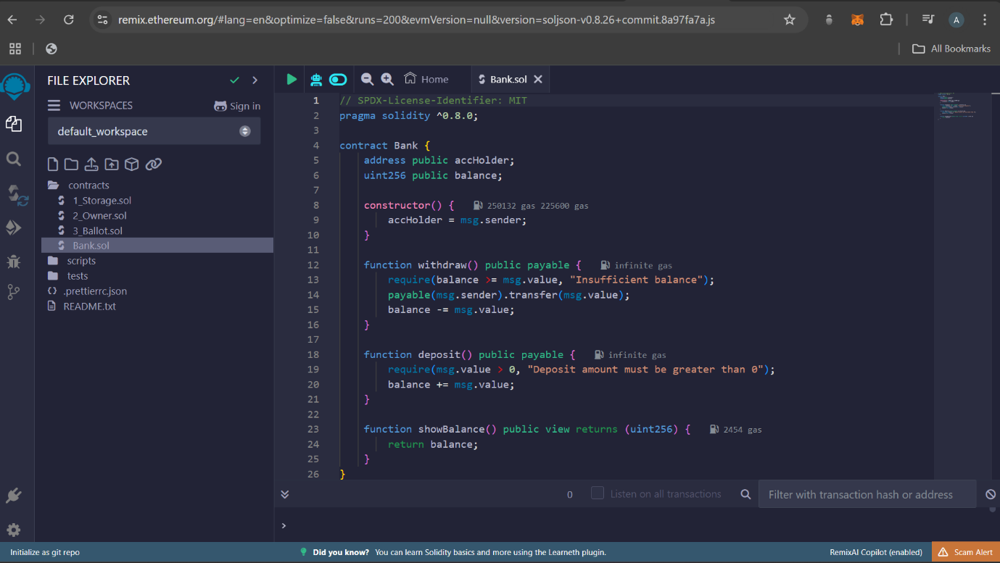 remix.ethereum.org/#lang=en&optimize=false&runs=200&evmVersion=null&version=soljson-v0.8.26+commit.8a97fa7a.js
A
All Bookmarks
FILE EXPLORER
WORKSPACES
Sign in
default_workspace
contracts
1_Storage.sol
2_Owner.sol
3_Ballot.sol
Bank.sol
scripts
tests
{} .prettierrc.json
README.txt
Home
Bank.sol
1 // SPDX-License-Identifier: MIT
2 pragma solidity ^0.8.0;
3
4 contract Bank {
5 address public accHolder;
6 uint256 public balance;
7
8 constructor() { 250132 gas 225600 gas
9 accHolder = msg.sender;
10 }
11
12 function withdraw() public payable { infinite gas
13 require(balance >= msg.value, "Insufficient balance");
14 payable(msg.sender).transfer(msg.value);
15 balance -= msg.value;
16 }
17
18 function deposit() public payable { infinite gas
19 require(msg.value > 0, "Deposit amount must be greater than 0");
20 balance += msg.value;
21 }
22
23 function showBalance() public view returns (uint256) { 2454 gas
24 return balance;
25 }
26 }
0
Listen on all transactions
Filter with transaction hash or address
>
Initialize as git repo
Did you know? You can learn Solidity basics and more using the Learneth plugin.
RemixAI Copilot (enabled)
Scam Alert